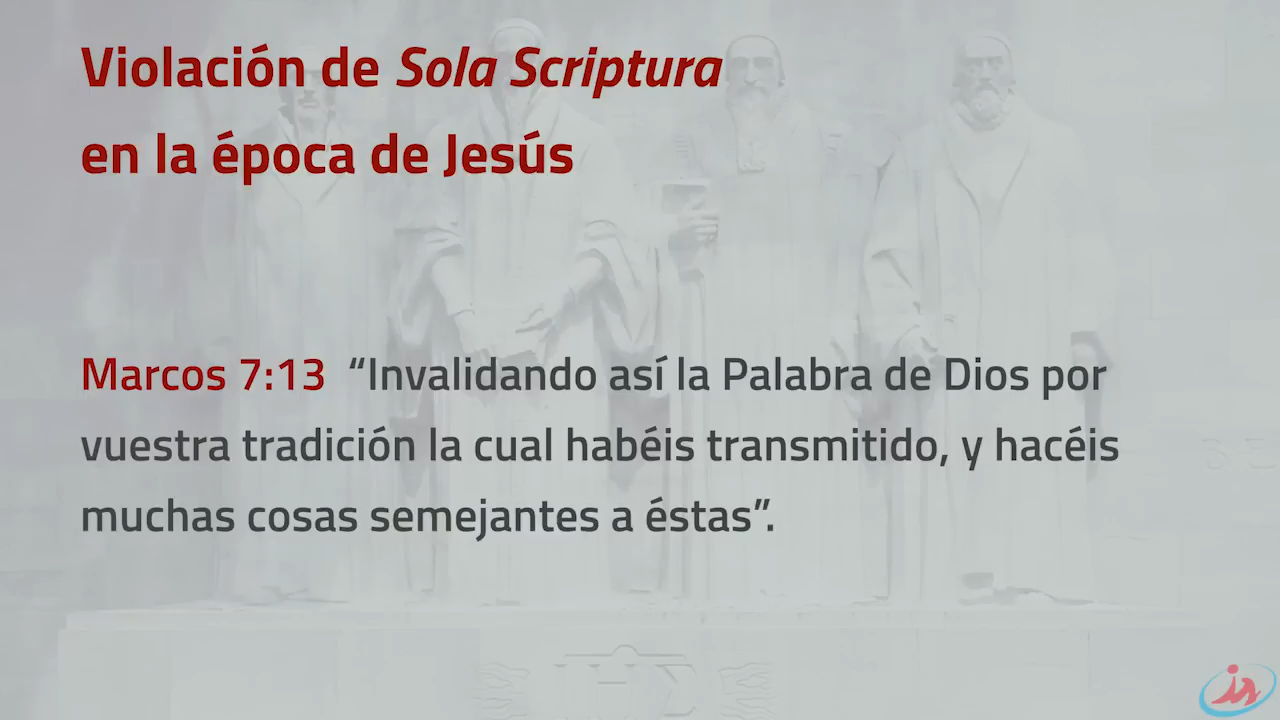 Violación de Sola Scriptura
en la época de Jesús
Marcos 7:13 “Invalidando así la Palabra de Dios por
vuestra tradición la cual habéis transmitido, y hacéis
muchas cosas semejantes a éstas”.